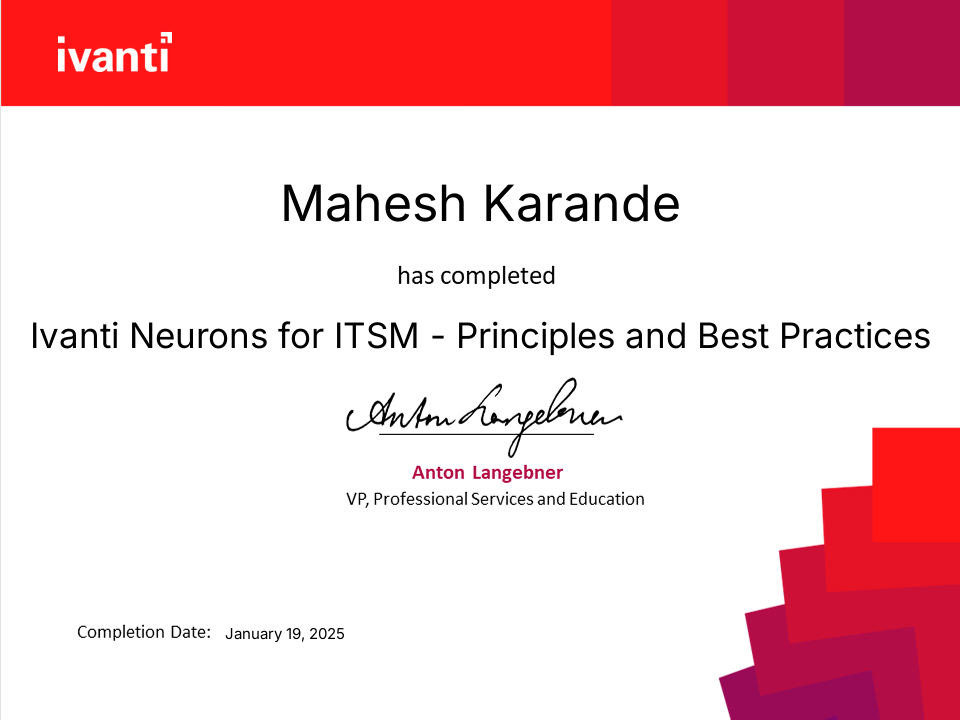 ivanti
Mahesh Karande
has completed
Ivanti Neurons for ITSM - Principles and Best Practices
Anton Langebner
Anton Langebner
VP, Professional Services and Education
Completion Date: January 19, 2025